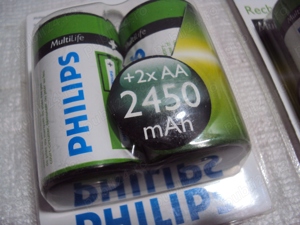 MultiLife
PHILIPS
+2x AA
2450
mAh
PHILIPS
Rech